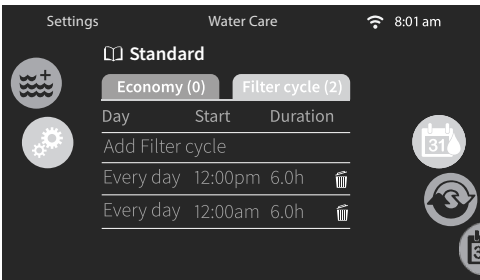 Settings Water Care 8:01 am
Standard
Economy (0) Filter cycle (2)
Day Start Duration
Add Filter cycle
Every day 12:00pm 6.0h
Every day 12:00am 6.0h
31